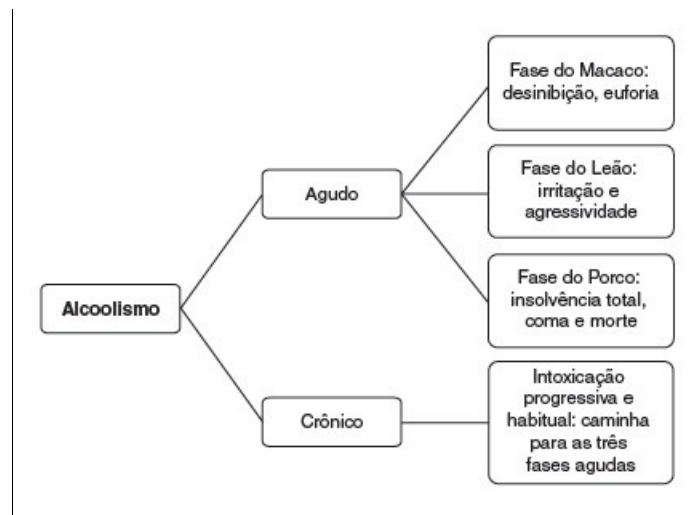 Alcoolismo
Agudo
Fase do Macaco:
desinibição, euforia
Fase do Leão:
irritação e
agressividade
Fase do Porco:
insolvência total,
coma e morte
Crônico
Intoxicação
progressiva e
habitual: caminha
para as três
fases agudas